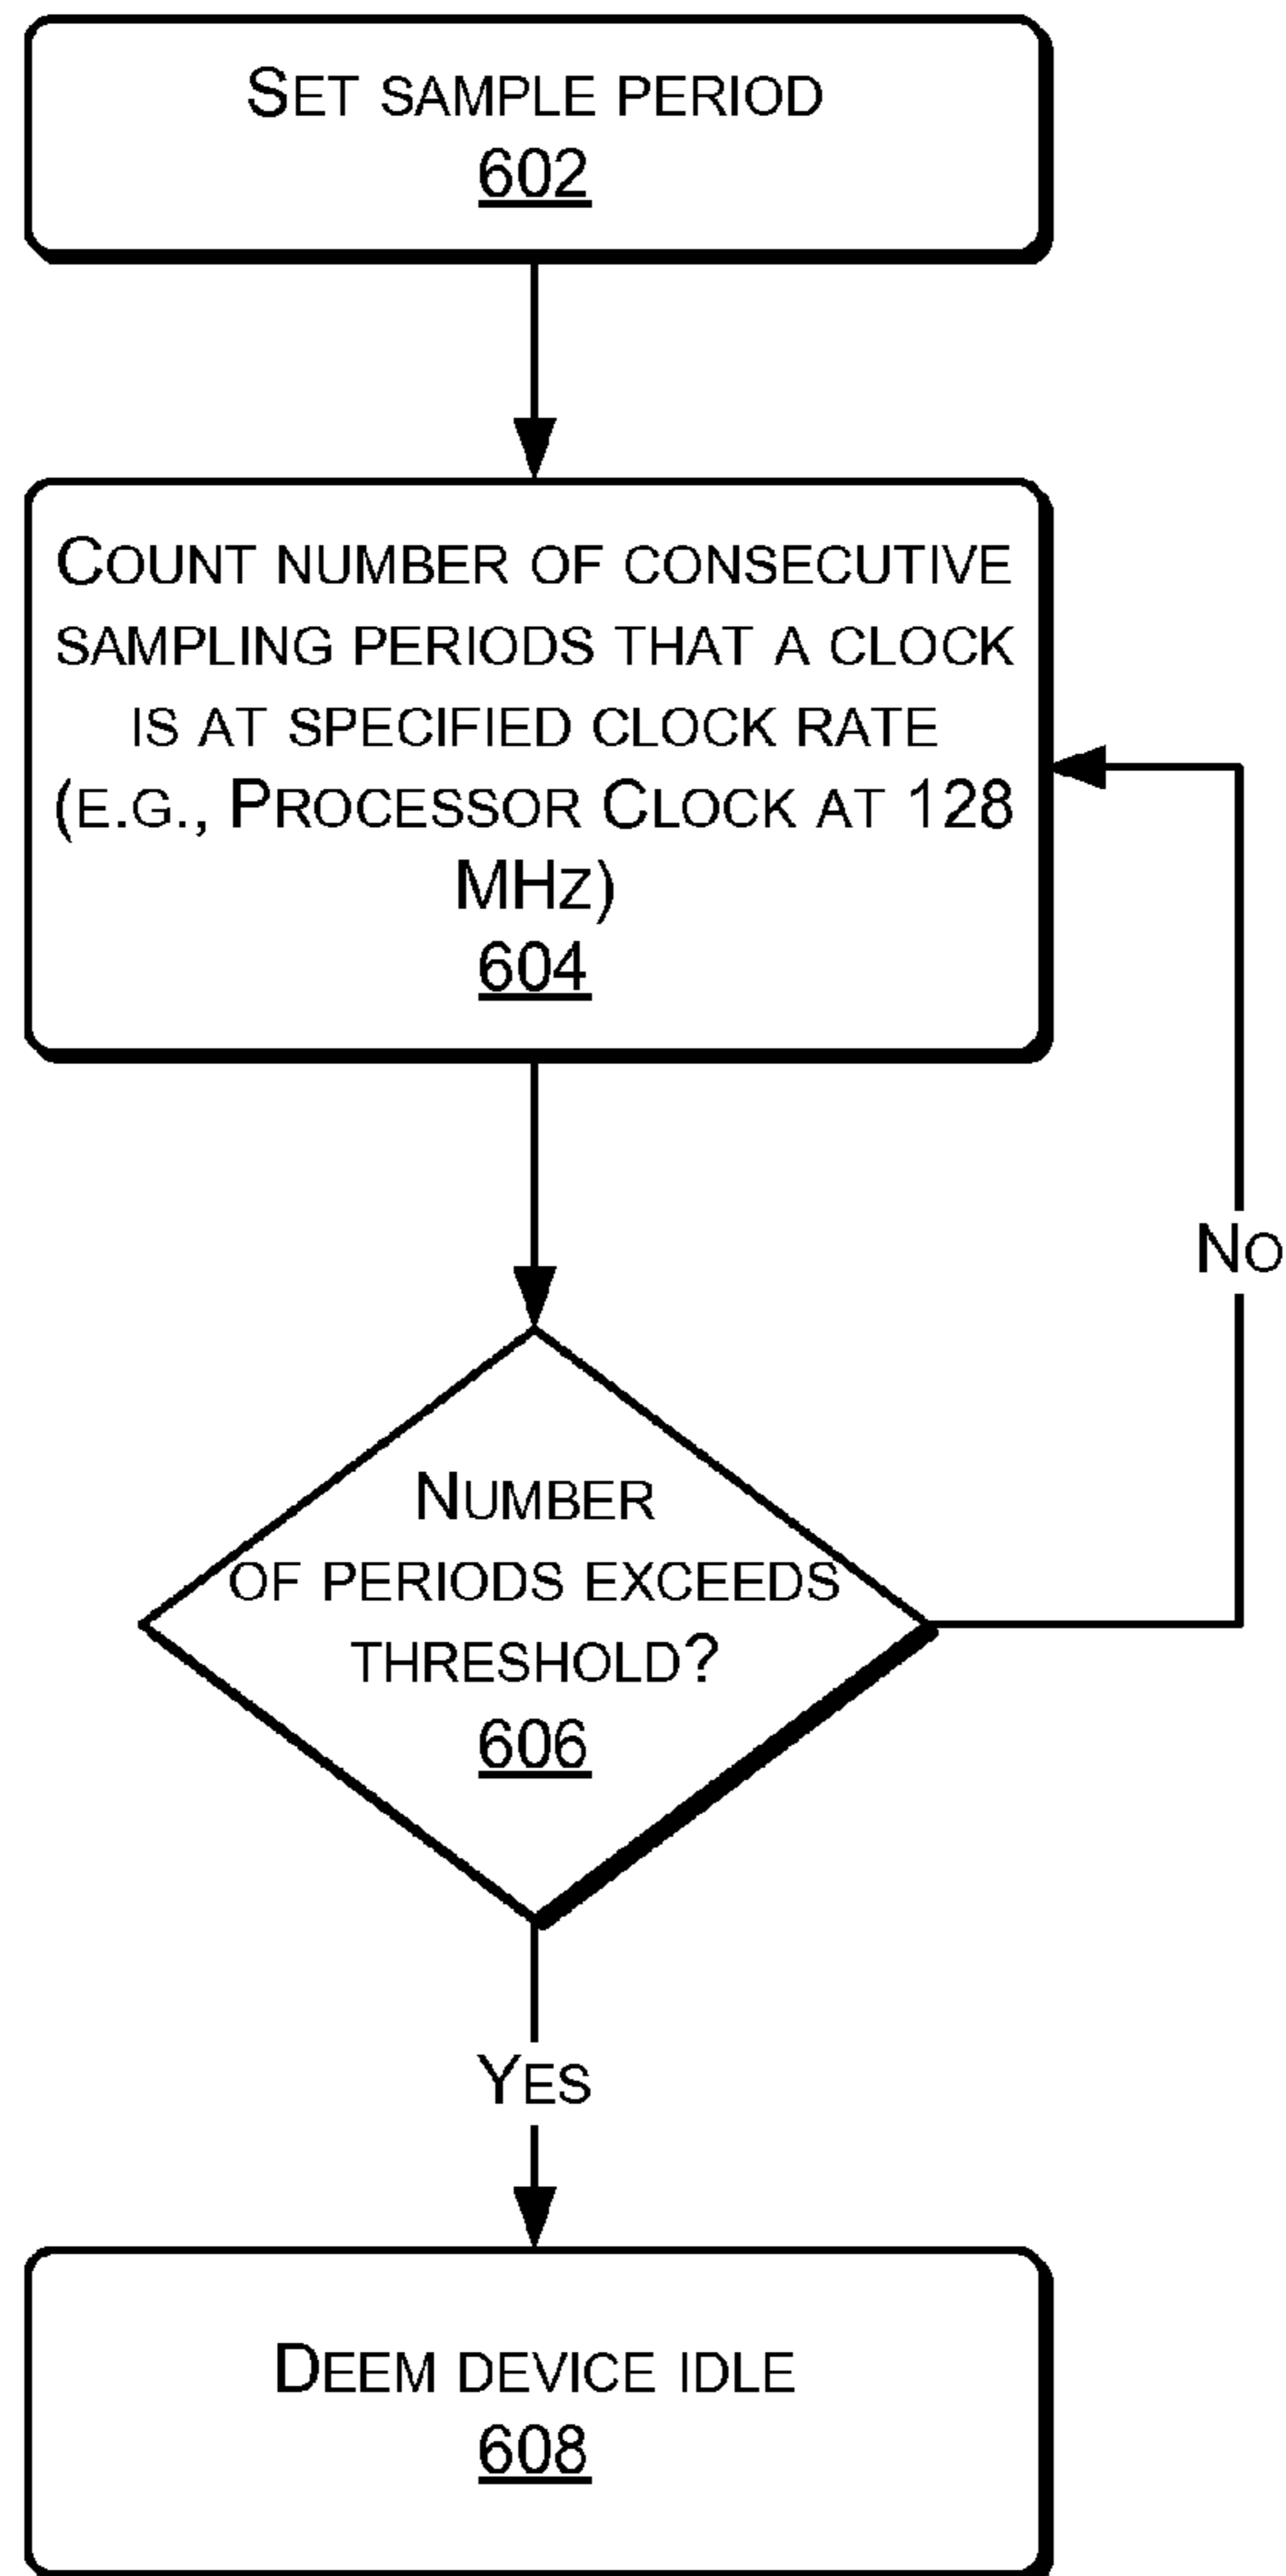 SET SAMPLE PERIOD
602
COUNT NUMBER OF CONSECUTIVE
SAMPLING PERIODS THAT A CLOCK
IS AT SPECIFIED CLOCK RATE
(E.G., PROCESSOR CLOCK AT 128
MHZ)
604
NO
NUMBER
OF PERIODS EXCEEDS
THRESHOLD?
606
YES
DEEM DEVICE IDLE
608